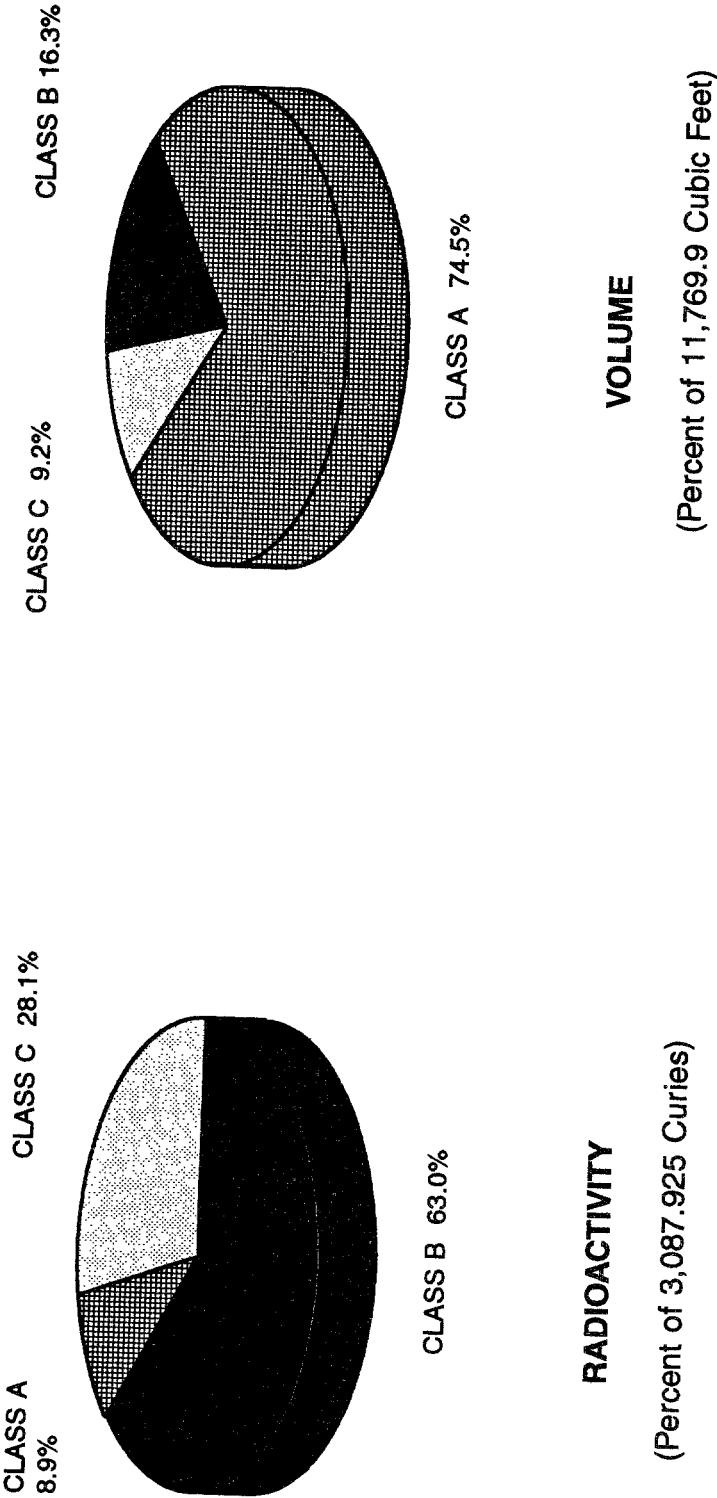 CLASS A
8.9%
CLASS C 28.1%
CLASS B 63.0%
RADIOACTIVITY
(Percent of 3,087.925 Curies)
CLASS C 9.2%
CLASS B 16.3%
CLASS A 74.5%
VOLUME
(Percent of 11,769.9 Cubic Feet)